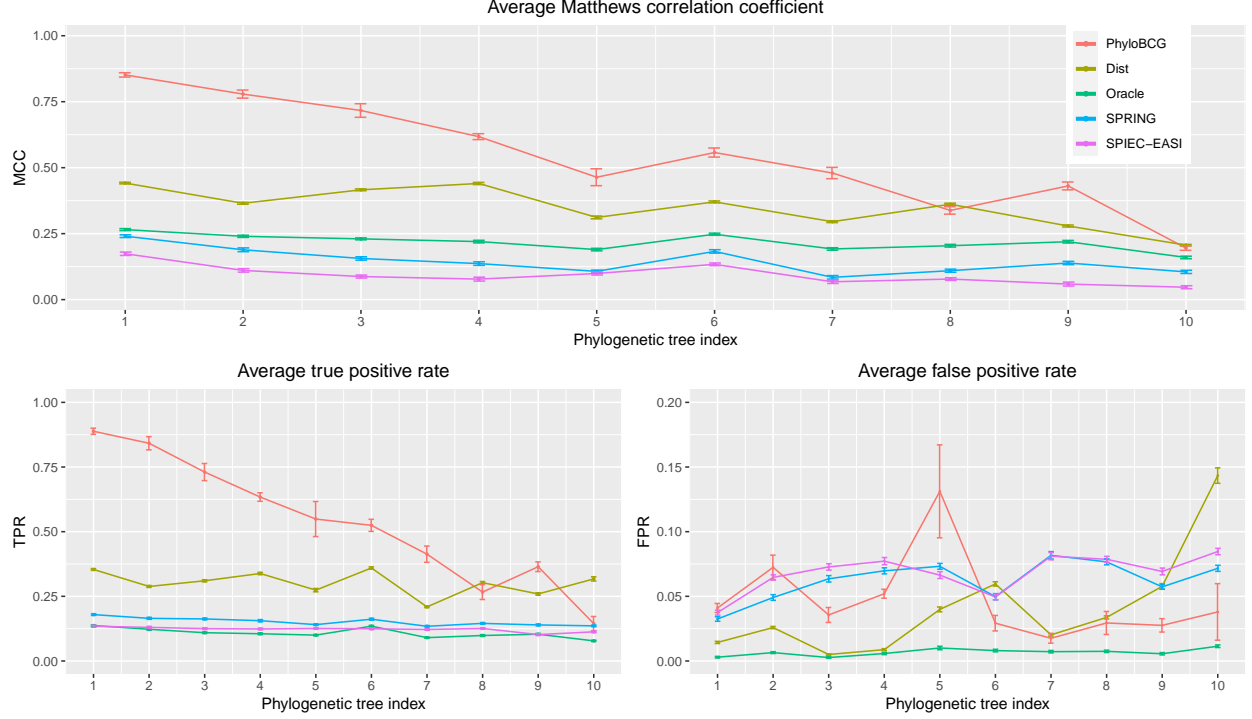 Average Matthews correlation coefficient
1.00
0.75
0.50
0.25
0.00
MCC
PhyloBCG
Dist
Oracle
SPRING
SPIEC−EASI
1 2 3 4 5 6 7 8 9 10
Phylogenetic tree index
Average true positive rate
1.00
0.75
0.50
0.25
0.00
TPR
1 2 3 4 5 6 7 8 9 10
Phylogenetic tree index
Average false positive rate
0.20
0.15
0.10
0.05
0.00
FPR
1 2 3 4 5 6 7 8 9 10
Phylogenetic tree index